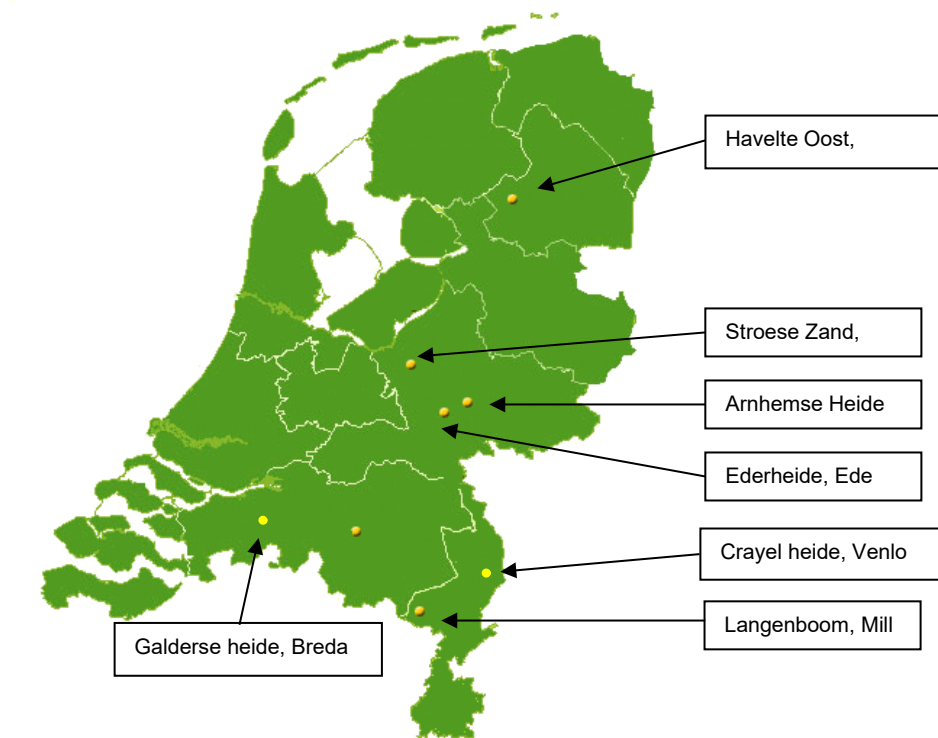 Havelte Oost,
Stroese Zand,
Arnhemse Heide
Ederheide, Ede
Crayel heide, Venlo
Langenboom, Mill
Galderse heide, Breda